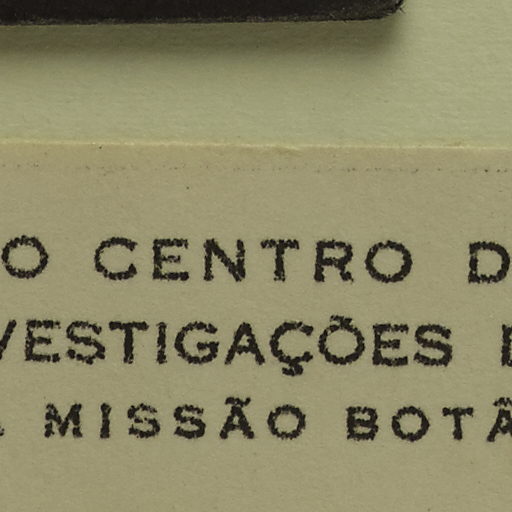 O CENTRO D
VESTIGAÇÕES
MISSÃO BOTÂ